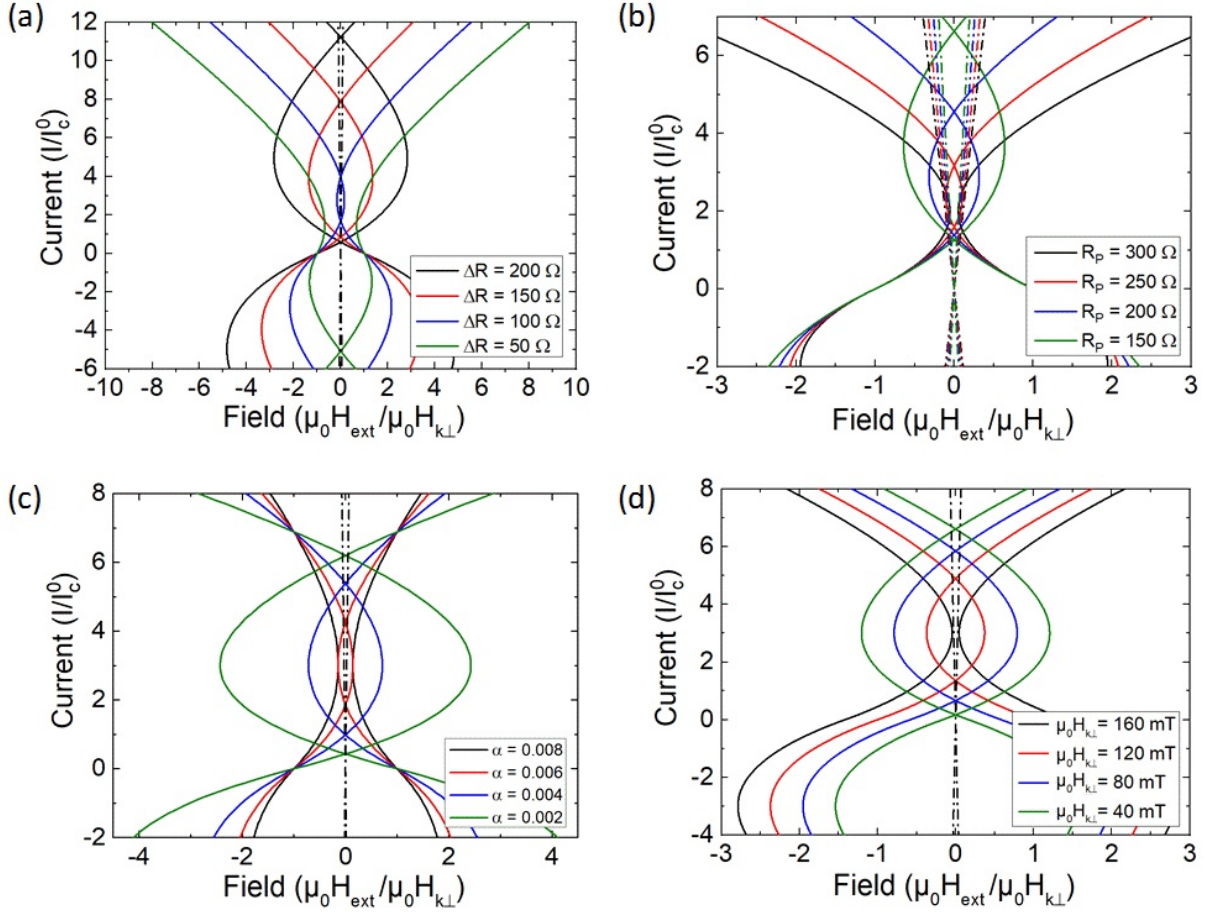 (a)
Current (I/I_c^0)
12
10
8
6
4
2
0
-2
-4
-6
ΔR = 200 Ω
ΔR = 150 Ω
ΔR = 100 Ω
ΔR = 50 Ω
-10 -8 -6 -4 -2 0 2 4 6 8 10
Field (μ₀H_ext/μ₀H_k⊥)
(b)
Current (I/I_c^0)
6
4
2
0
-2
R_P = 300 Ω
R_P = 250 Ω
R_P = 200 Ω
R_P = 150 Ω
-3 -2 -1 0 1 2 3
Field (μ₀H_ext/μ₀H_k⊥)
(c)
Current (I/I_c^0)
8
6
4
2
0
-2
α = 0.008
α = 0.006
α = 0.004
α = 0.002
-4 -2 0 2 4
Field (μ₀H_ext/μ₀H_k⊥)
(d)
Current (I/I_c^0)
8
6
4
2
0
-2
-4
μ₀H_k⊥= 160 mT
μ₀H_k⊥= 120 mT
μ₀H_k⊥= 80 mT
μ₀H_k⊥= 40 mT
-3 -2 -1 0 1 2 3
Field (μ₀H_ext/μ₀H_k⊥)